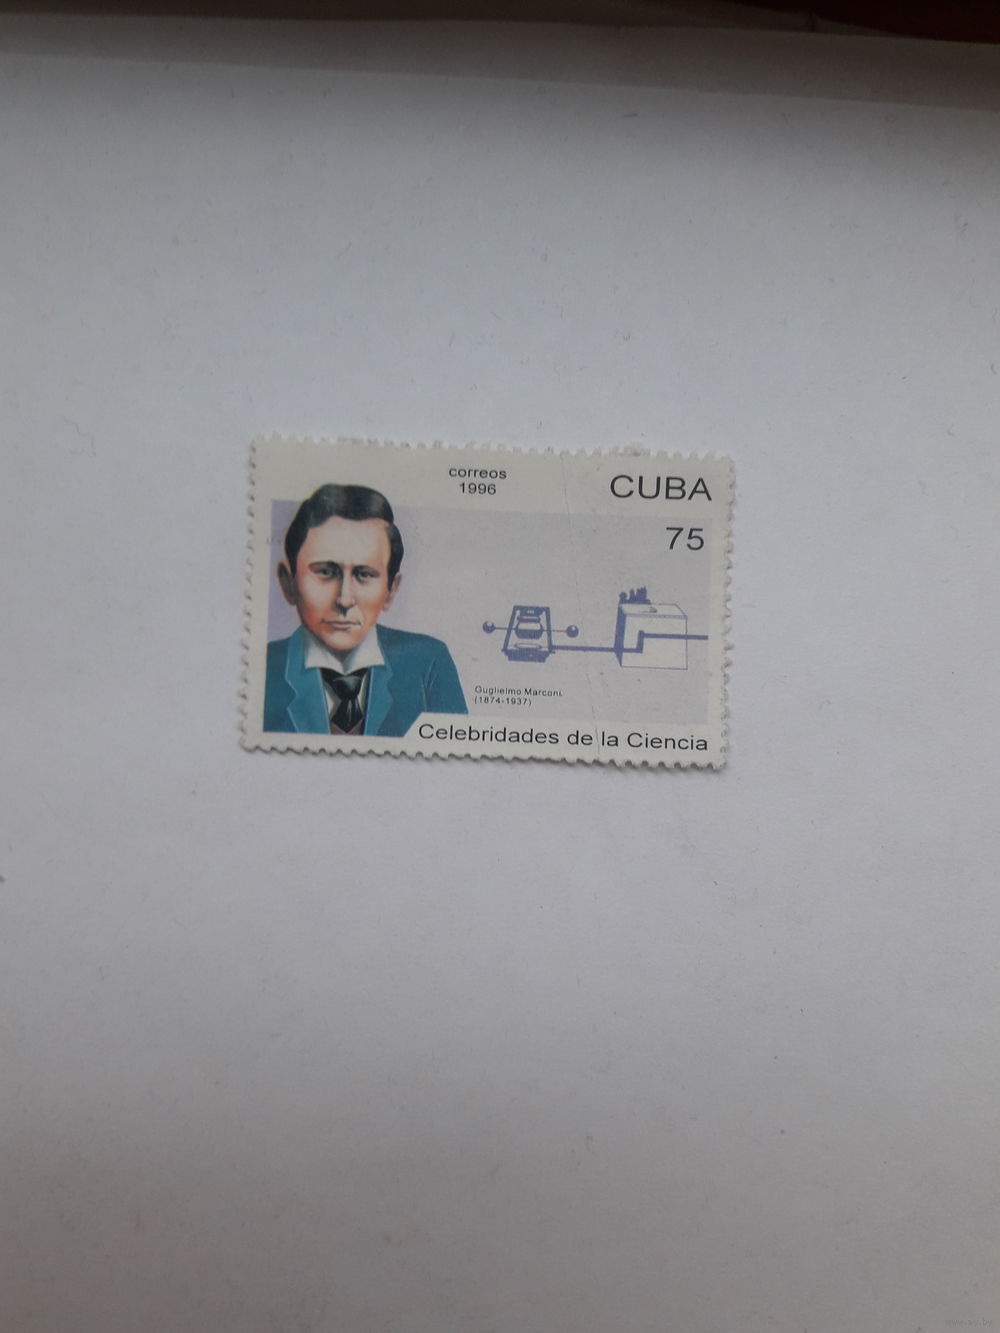 correos
1996
CUBA
75
Guglielmo Marconi
(1874-1937)
Celebridades de la Ciencia